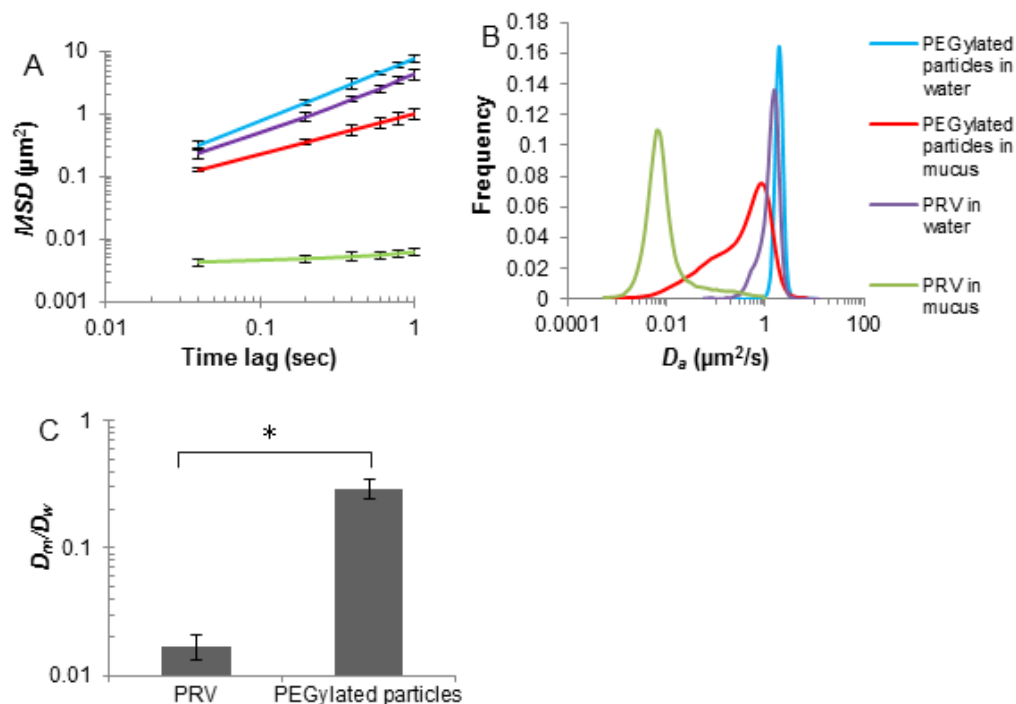 A
MSD (µm²)
10
1
0.1
0.01
0.001
0.01
0.1
1
Time lag (sec)
B
Frequency
0.18
0.16
0.14
0.12
0.1
0.08
0.06
0.04
0.02
0
0.0001
0.01
1
100
Dₐ (µm²/s)
PEGylated
particles in
water
PEGylated
particles in
mucus
PRV in
water
PRV in
mucus
C
Dₘ/D_w
1
0.1
0.01
*
PRV
PEGylated particles